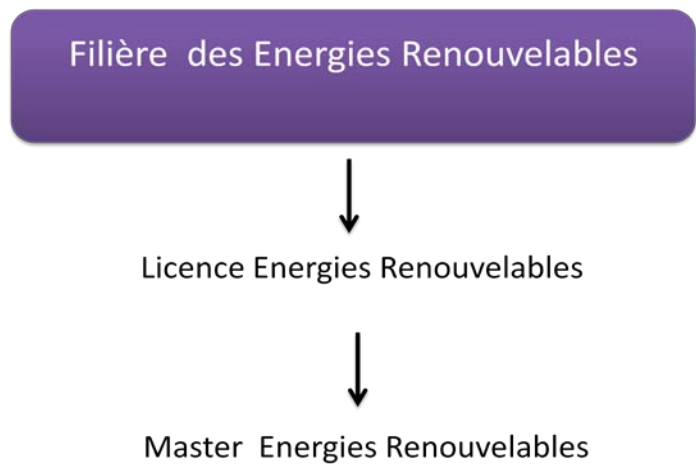 Filière des Energies Renouvelables
Licence Energies Renouvelables
Master Energies Renouvelables